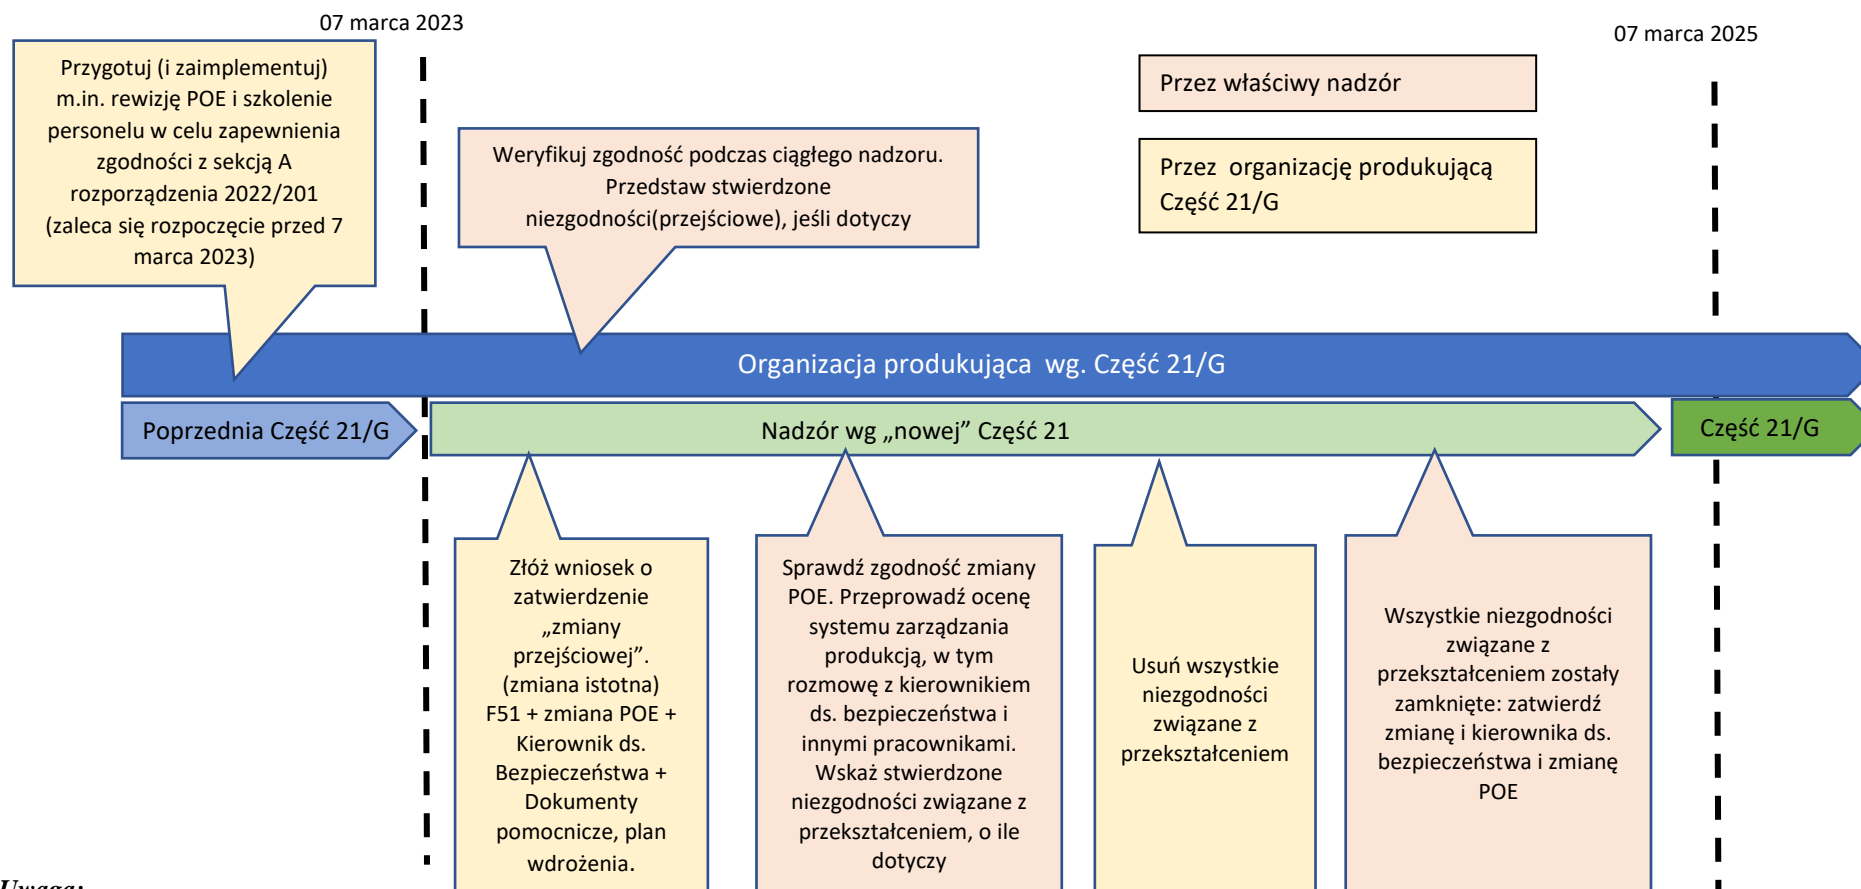 07 marca 2023
07 marca 2025
Przygotuj (i zaimplementuj)
m.in. rewizję POE i szkolenie
personelu w celu zapewnienia
zgodności z sekcją A
rozporządzenia 2022/201
(zaleca się rozpoczęcie przed 7
marca 2023)
Weryfikuj zgodność podczas ciągłego nadzoru.
Przedstaw stwierdzone
niezgodności(przejściowe), jeśli dotyczy
Przez właściwy nadzór
Przez organizację produkującą
Część 21/G
Organizacja produkująca wg. Część 21/G
Poprzednia Część 21/G
Nadzór wg „nowej” Część 21
Część 21/G
Złóż wniosek o
zatwierdzenie
„zmiany
przejściowej”.
(zmiana istotna)
F51 + zmiana POE +
Kierownik ds.
Bezpieczeństwa +
Dokumenty
pomocnicze, plan
wdrożenia.
Sprawdź zgodność zmiany
POE. Przeprowadź ocenę
systemu zarządzania
produkcją, w tym
rozmowę z kierownikiem
ds. bezpieczeństwa i
innymi pracownikami.
Wskaż stwierdzone
niezgodności związane z
przekształceniem, o ile
dotyczy
Usuń wszystkie
niezgodności
związane z
przekształceniem
Wszystkie niezgodności
związane z
przekształceniem zostały
zamknięte: zatwierdź
zmianę i kierownika ds.
bezpieczeństwa i zmianę
POE
Uwaga: